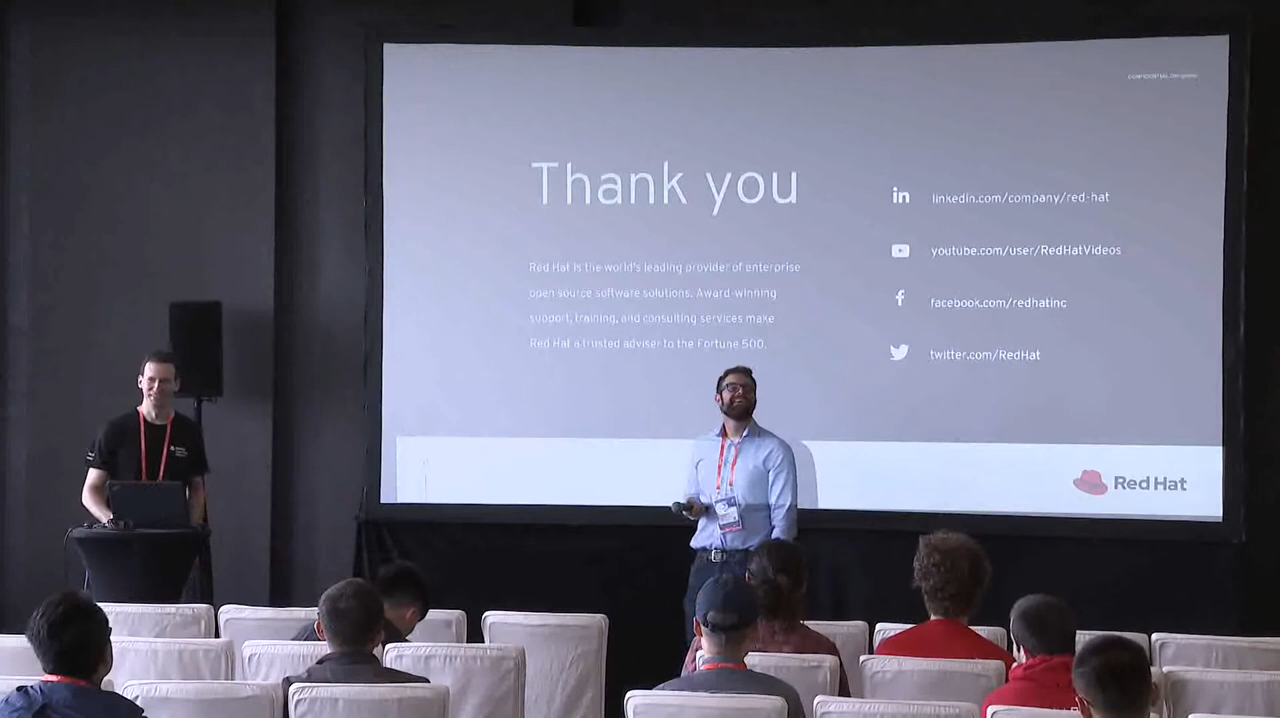 CONFIDENTIAL Designator
Thank you
Red Hat is the world's leading provider of enterprise
open source software solutions. Award-winning
support, training, and consulting services make
Red Hat a trusted adviser to the Fortune 500.
linkedin.com/company/red-hat
youtube.com/user/RedHatVideos
facebook.com/redhatinc
twitter.com/RedHat
Red Hat